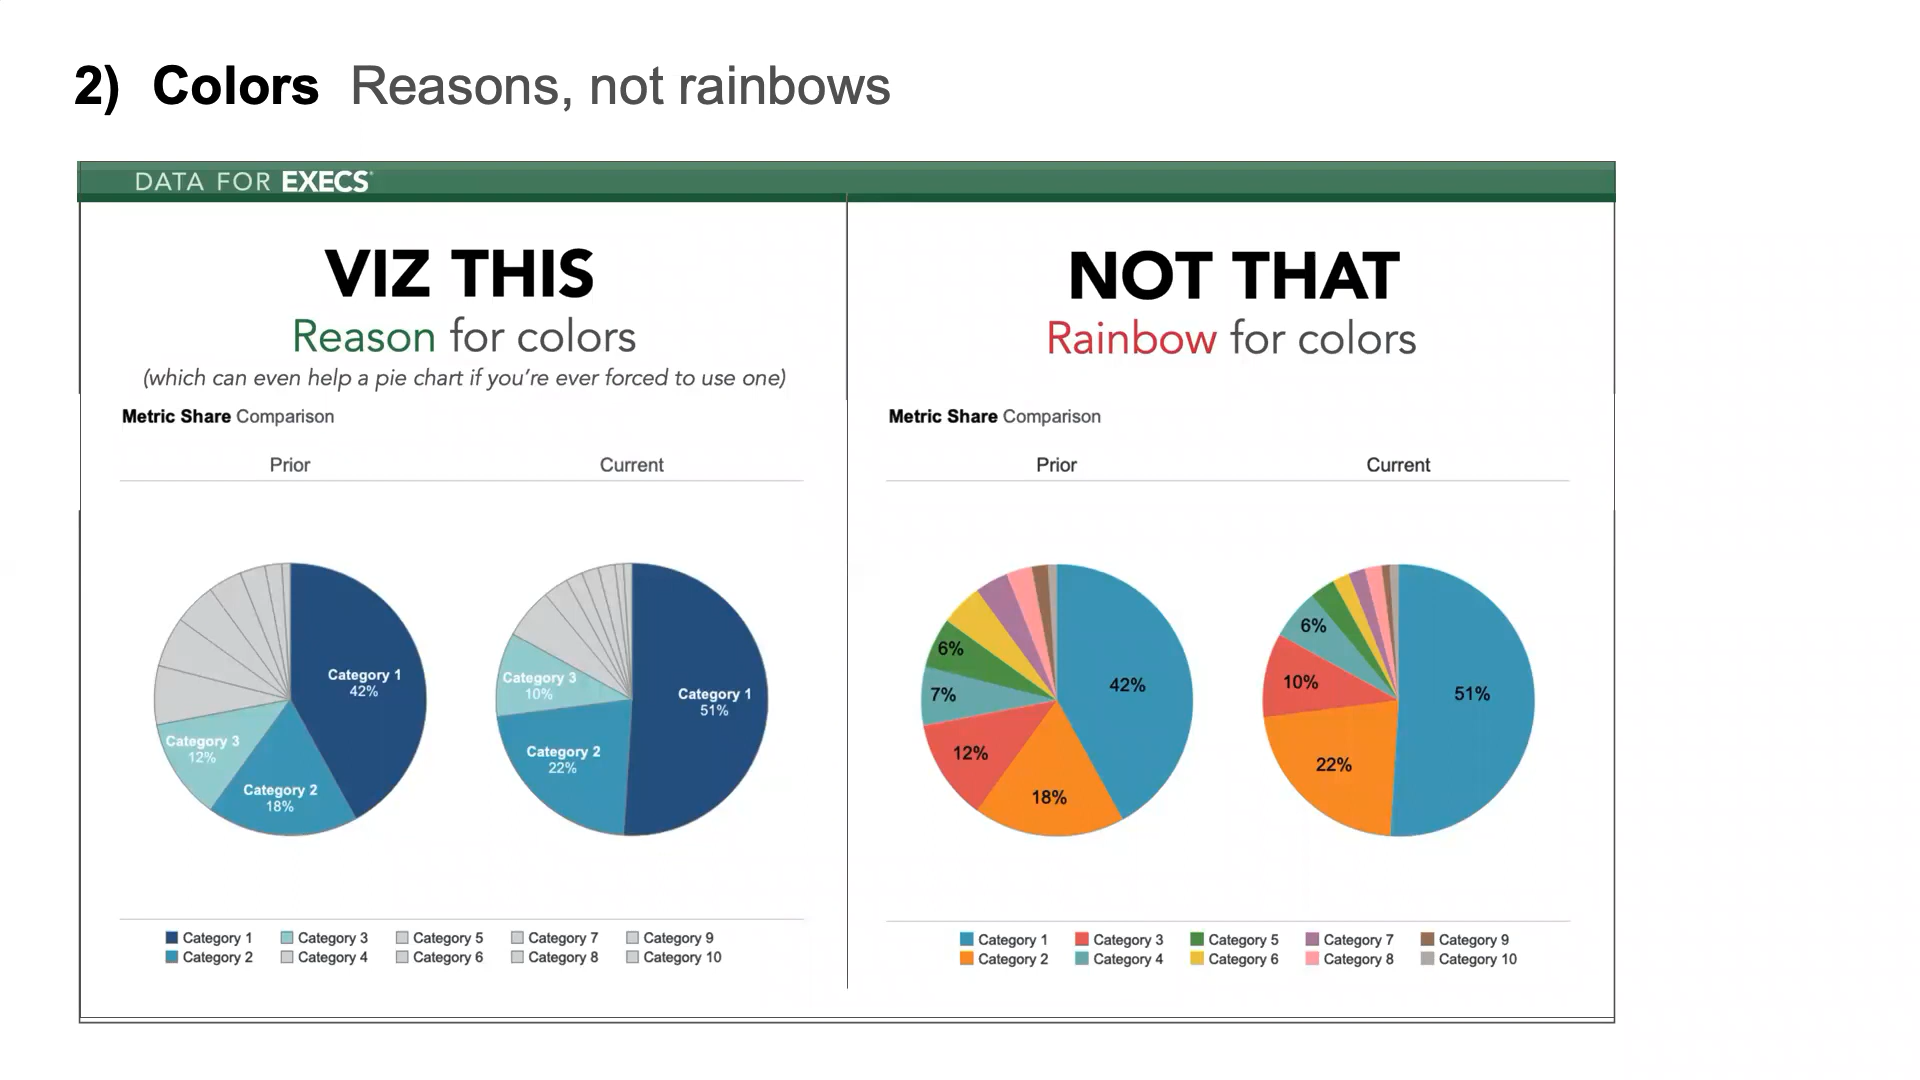 2) Colors Reasons, not rainbows
DATA FOR EXECS
VIZ THIS
Reason for colors
(which can even help a pie chart if you're ever forced to use one)
Metric Share Comparison
Prior Current
Category 1
42%
Category 3
12%
Category 2
18%
Category 1
51%
Category 3
10%
Category 2
22%
Category 1 Category 3 Category 5 Category 7 Category 9
Category 2 Category 4 Category 6 Category 8 Category 10
NOT THAT
Rainbow for colors
Metric Share Comparison
Prior Current
6%
7%
42%
12%
18%
6%
10%
51%
22%
Category 1 Category 3 Category 5 Category 7 Category 9
Category 2 Category 4 Category 6 Category 8 Category 10